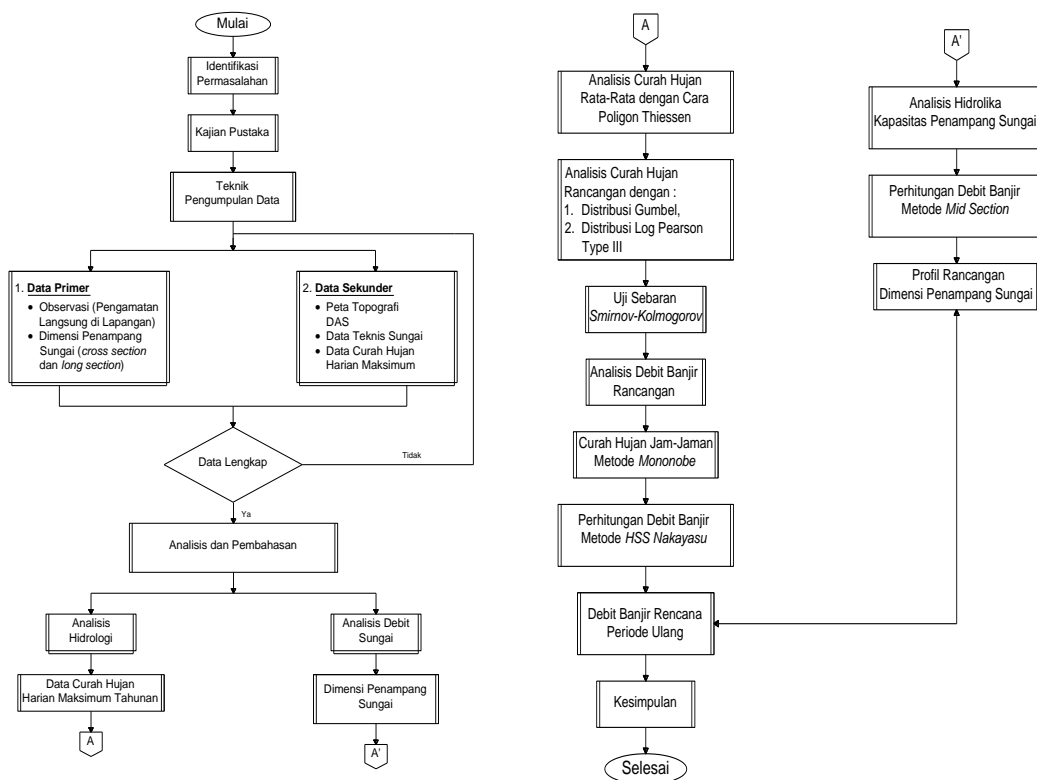 Mulai
Identifikasi
Permasalahan
Kajian Pustaka
Teknik
Pengumpulan Data
1. Data Primer
• Observasi (Pengamatan
Langsung di Lapangan)
• Dimensi Penampang
Sungai (cross section
dan long section)
2. Data Sekunder
• Peta Topografi
DAS
• Data Teknis Sungai
• Data Curah Hujan
Harian Maksimum
Data Lengkap
Tidak
Ya
Analisis dan Pembahasan
Analisis
Hidrologi
Analisis Debit
Sungai
Data Curah Hujan
Harian Maksimum Tahunan
Dimensi Penampang
Sungai
A
A'
A
Analisis Curah Hujan
Rata-Rata dengan Cara
Poligon Thiessen
Analisis Curah Hujan
Rancangan dengan :
1. Distribusi Gumbel,
2. Distribusi Log Pearson
Type III
Uji Sebaran
Smirnov-Kolmogorov
Analisis Debit Banjir
Rancangan
Curah Hujan Jam-Jaman
Metode Mononobe
Perhitungan Debit Banjir
Metode HSS Nakayasu
Debit Banjir Rencana
Periode Ulang
Kesimpulan
Selesai
A'
Analisis Hidrolika
Kapasitas Penampang Sungai
Perhitungan Debit Banjir
Metode Mid Section
Profil Rancangan
Dimensi Penampang Sungai